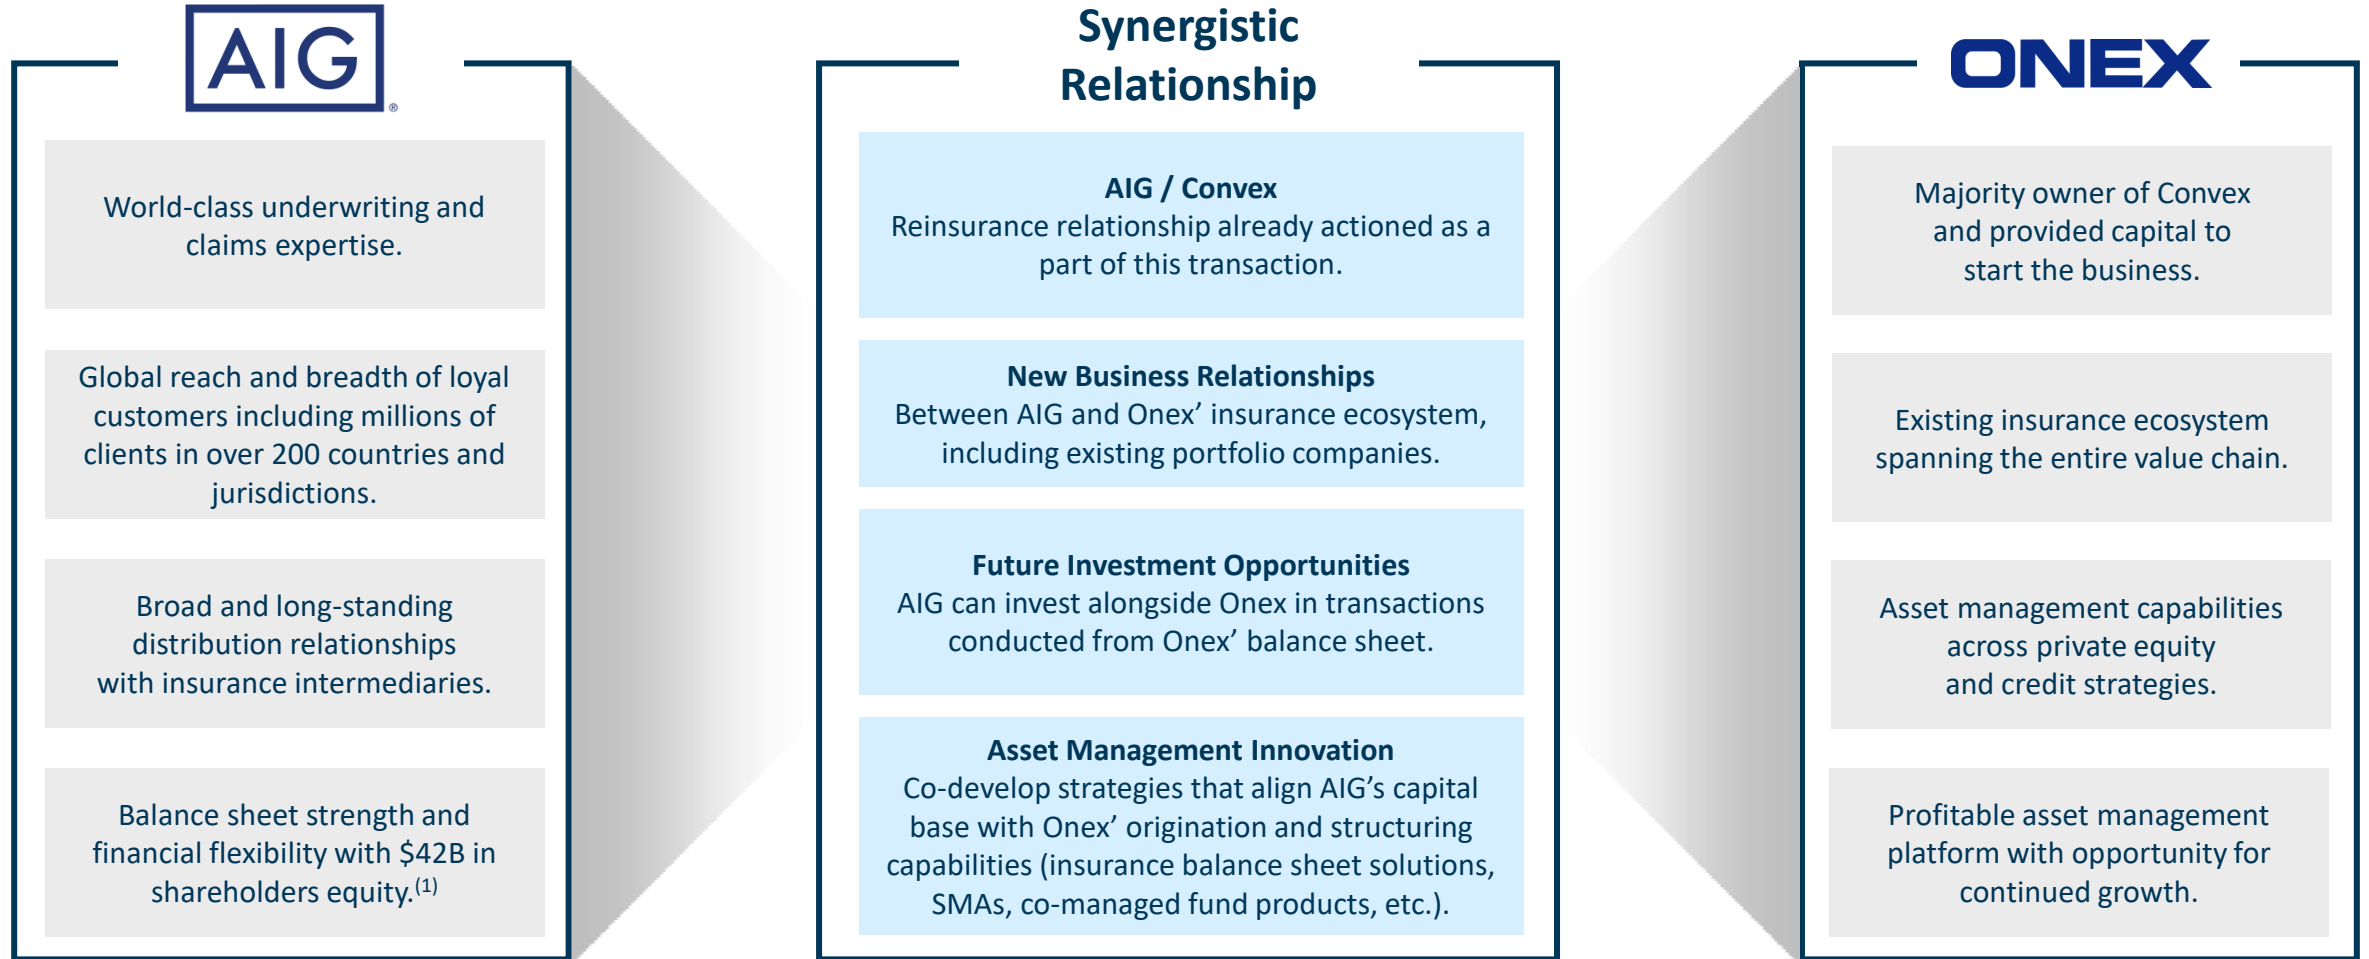 AIG
®
World-class underwriting and
claims expertise.
Global reach and breadth of loyal
customers including millions of
clients in over 200 countries and
jurisdictions.
Broad and long-standing
distribution relationships
with insurance intermediaries.
Balance sheet strength and
financial flexibility with $42B in
shareholders equity.(1)
Synergistic
Relationship
AIG / Convex
Reinsurance relationship already actioned as a
part of this transaction.
New Business Relationships
Between AIG and Onex’ insurance ecosystem,
including existing portfolio companies.
Future Investment Opportunities
AIG can invest alongside Onex in transactions
conducted from Onex’ balance sheet.
Asset Management Innovation
Co-develop strategies that align AIG’s capital
base with Onex’ origination and structuring
capabilities (insurance balance sheet solutions,
SMAs, co-managed fund products, etc.).
ONEX
Majority owner of Convex
and provided capital to
start the business.
Existing insurance ecosystem
spanning the entire value chain.
Asset management capabilities
across private equity
and credit strategies.
Profitable asset management
platform with opportunity for
continued growth.